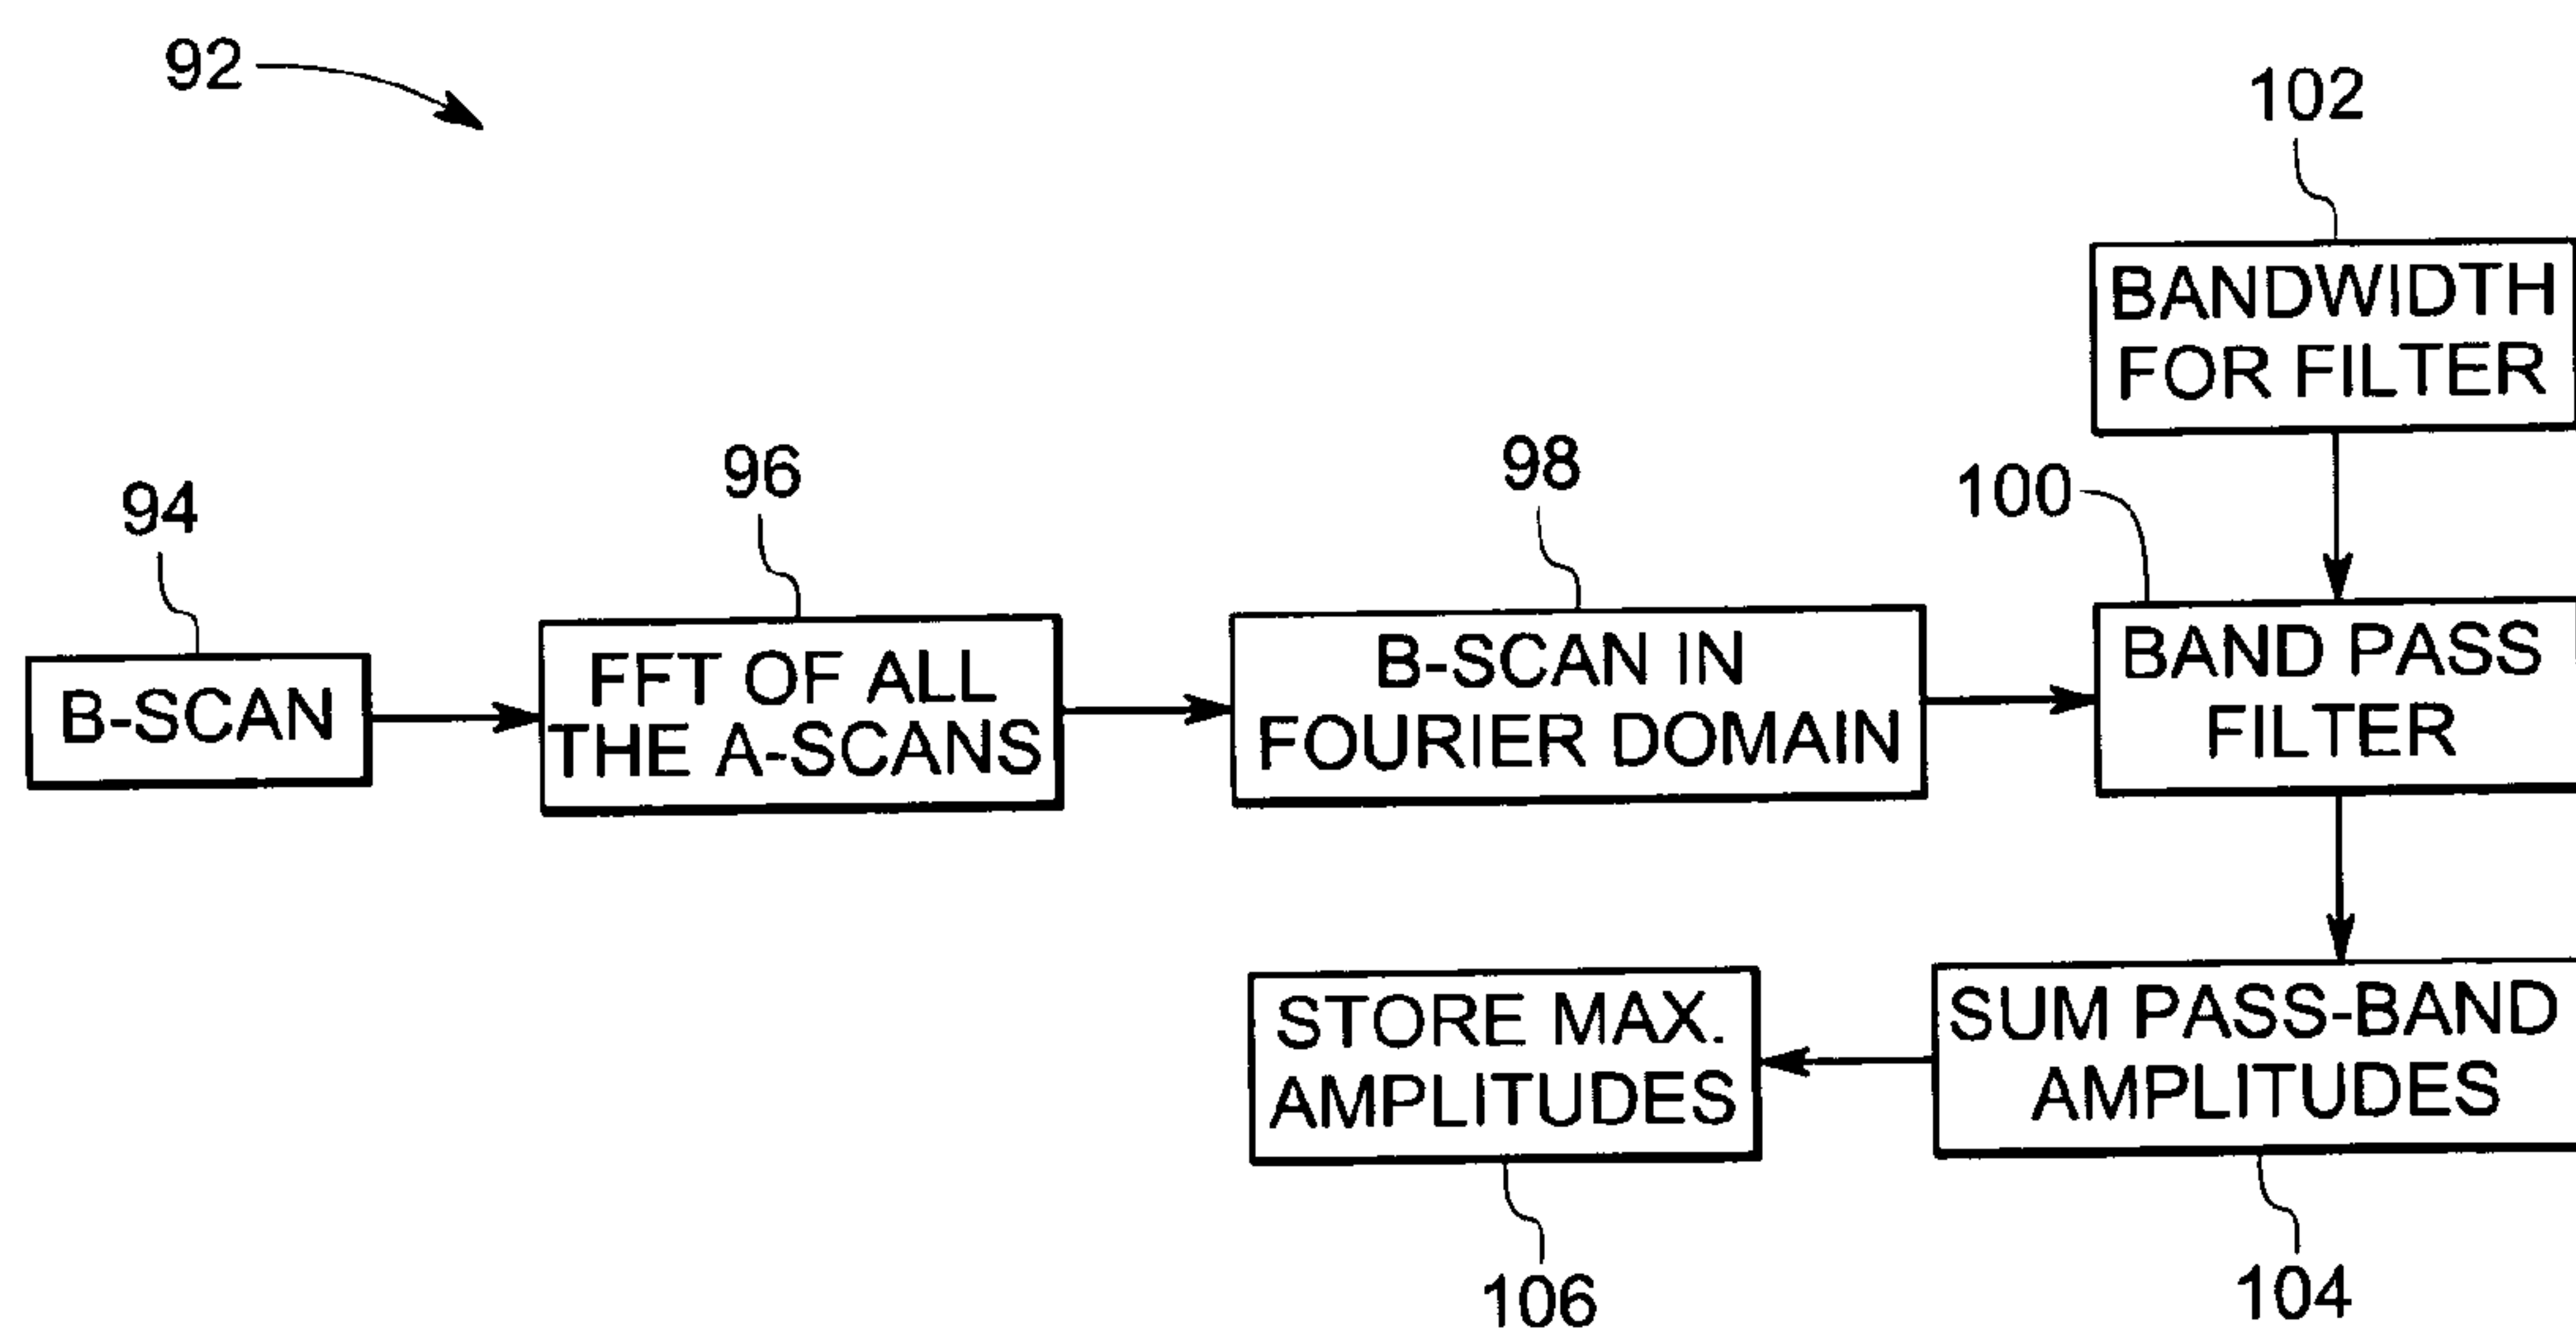 92
102
BANDWIDTH
FOR FILTER
94
96
98
100
B-SCAN
FFT OF ALL
THE A-SCANS
B-SCAN IN
FOURIER DOMAIN
BAND PASS
FILTER
STORE MAX.
AMPLITUDES
SUM PASS-BAND
AMPLITUDES
106
104